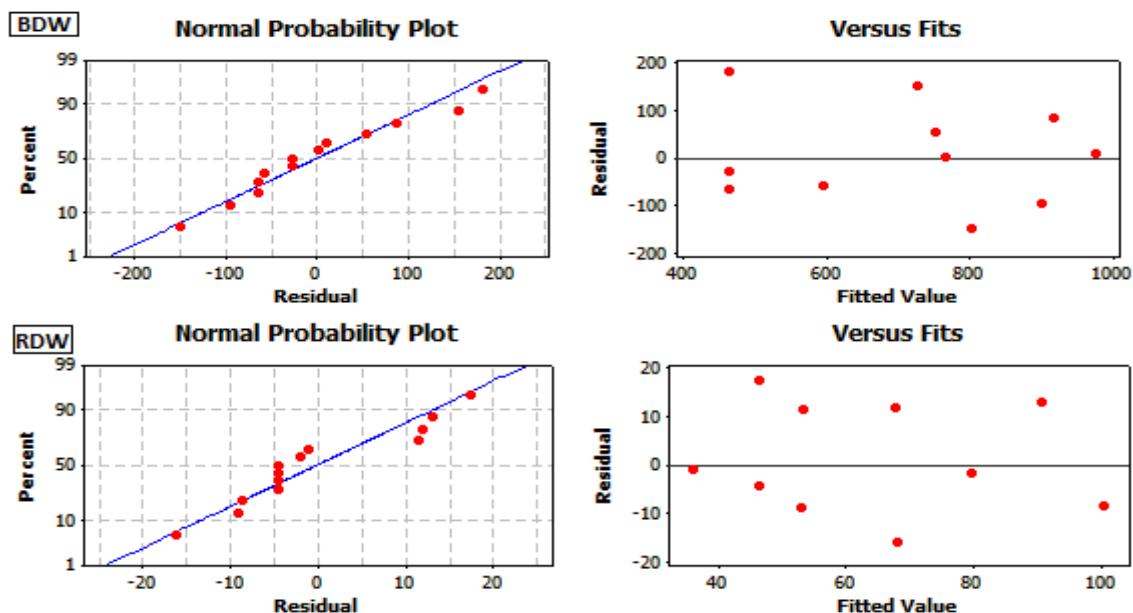 BDW
Normal Probability Plot
99
90
50
10
1
Percent
-200 -100 0 100 200
Residual
Versus Fits
200
100
0
-100
-200
Residual
400 600 800 1000
Fitted Value
RDW
Normal Probability Plot
99
90
50
10
1
Percent
-20 -10 0 10 20
Residual
Versus Fits
20
10
0
-10
-20
Residual
40 60 80 100
Fitted Value